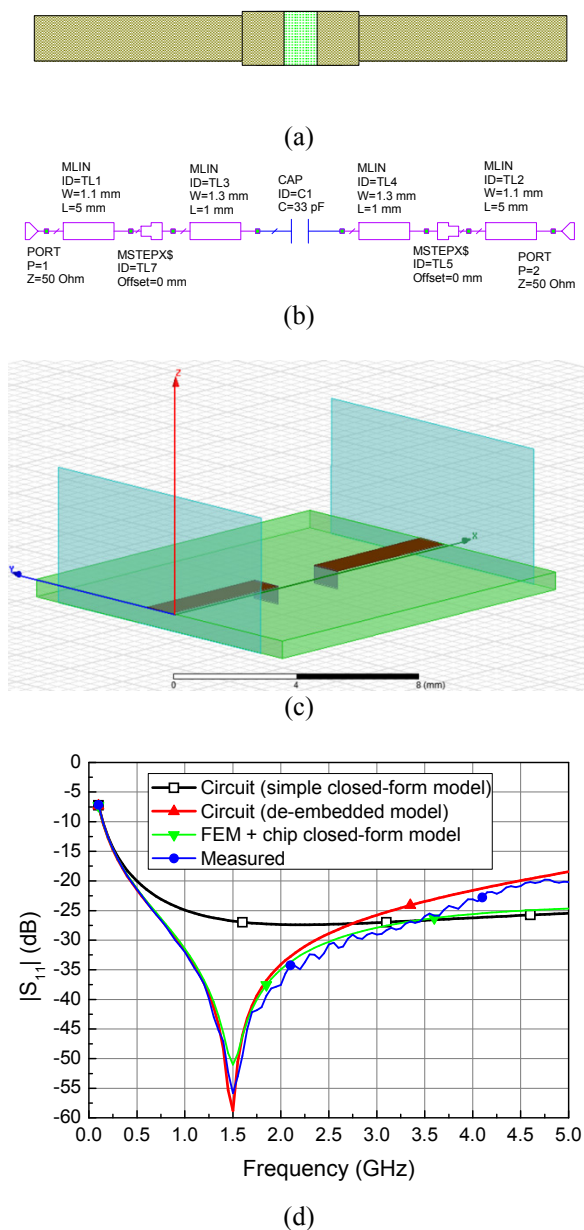 (a)
MLIN
ID=TL1
W=1.1 mm
L=5 mm
MLIN
ID=TL3
W=1.3 mm
L=1 mm
CAP
ID=C1
C=33 pF
MLIN
ID=TL4
W=1.3 mm
L=1 mm
MLIN
ID=TL2
W=1.1 mm
L=5 mm
PORT
P=1
Z=50 Ohm
MSTEPX$
ID=TL7
Offset=0 mm
MSTEPX$
ID=TL5
Offset=0 mm
PORT
P=2
Z=50 Ohm
(b)
Z
X
Y
0 4 8 (mm)
(c)
0
-5
-10
-15
-20
-25
-30
-35
-40
-45
-50
-55
-60
|S11| (dB)
Circuit (simple closed-form model)
Circuit (de-embedded model)
FEM + chip closed-form model
Measured
0.0 0.5 1.0 1.5 2.0 2.5 3.0 3.5 4.0 4.5 5.0
Frequency (GHz)
(d)